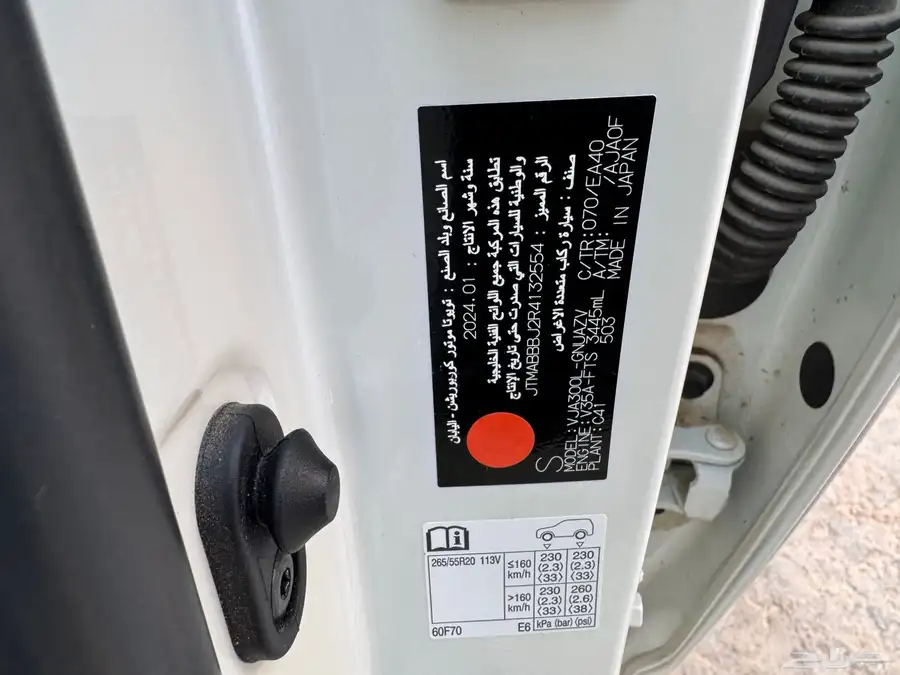 اسم الصانع وبلد الصنع : تويوتا موتور كوربوريشن - اليابان
سنة وشهر الانتاج : 2024.01
تطابق هذه المركبة جميع اللوائح الفنية الخليجية
والوطنية للسيارات التي صدرت حتى تاريخ الإنتاج
الرقم المميز : JTMABBBJ2R4132554
صنف : سيارة ركاب متعددة الاغراض
S
MODEL:VJA300L-GNUAZV C/TR:070/EA40
ENGINE:V35A-FTS 3445mL A/TM: /AJA0F
PLANT:C41 503 MADE IN JAPAN
265/55R20 113V
≤160 km/h 230 (2.3) (33) 230 (2.3) (33)
>160 km/h 230 (2.3) (33) 260 (2.6) (38)
60F70 E6 kPa (bar) (psi)
حراج